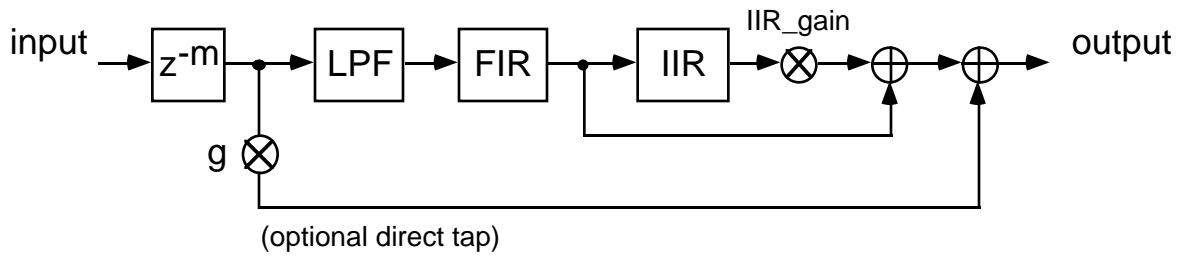 IIR_gain
input
z-m
LPF
FIR
IIR
output
g
(optional direct tap)